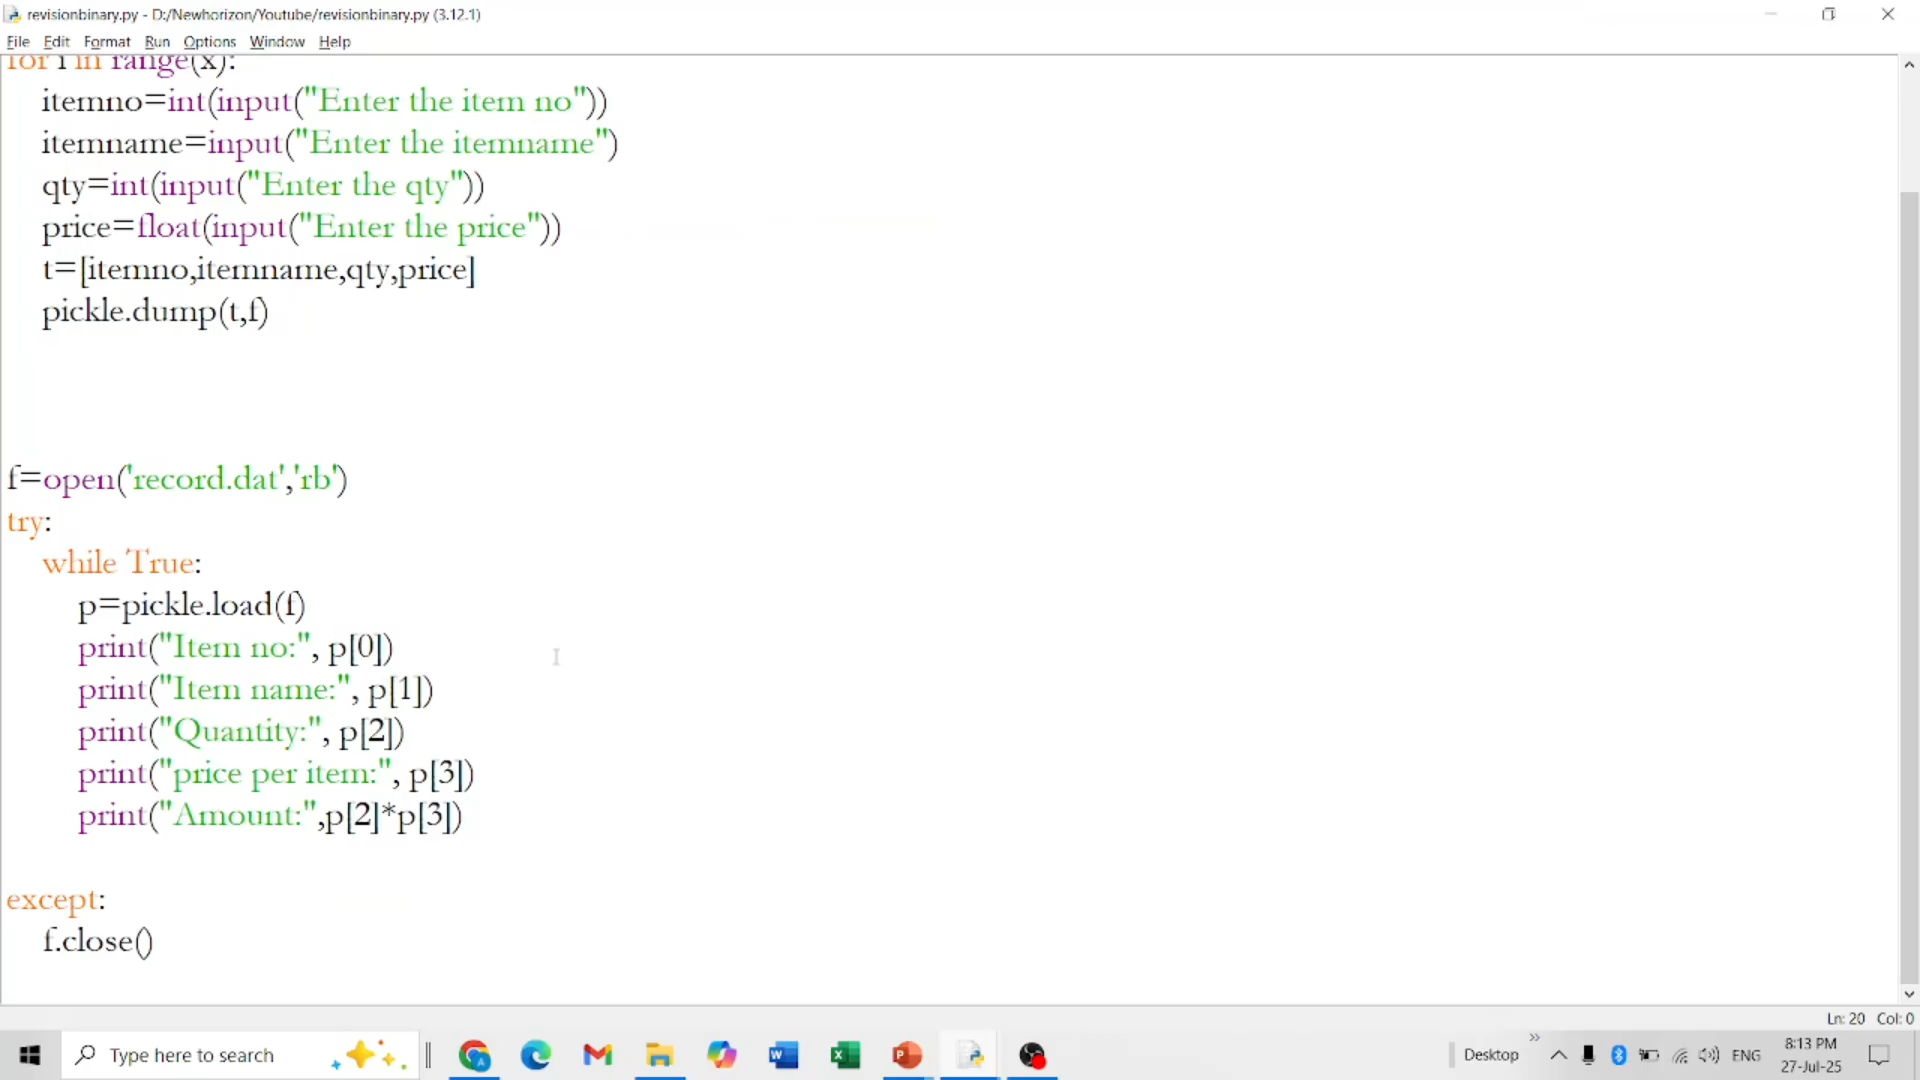 revisionbinary.py - D:/Newhorizon/Youtube/revisionbinary.py (3.12.1)
File Edit Format Run Options Window Help
for i in range(x):
    itemno=int(input("Enter the item no"))
    itemname=input("Enter the itemname")
    qty=int(input("Enter the qty"))
    price=float(input("Enter the price"))
    t=[itemno,itemname,qty,price]
    pickle.dump(t,f)
f=open('record.dat','rb')
try:
    while True:
        p=pickle.load(f)
        print("Item no:", p[0])
        print("Item name:", p[1])
        print("Quantity:", p[2])
        print("price per item:", p[3])
        print("Amount:",p[2]*p[3])
except:
    f.close()
Ln: 20 Col: 0
Type here to search
Desktop
ENG
8:13 PM
27-Jul-25